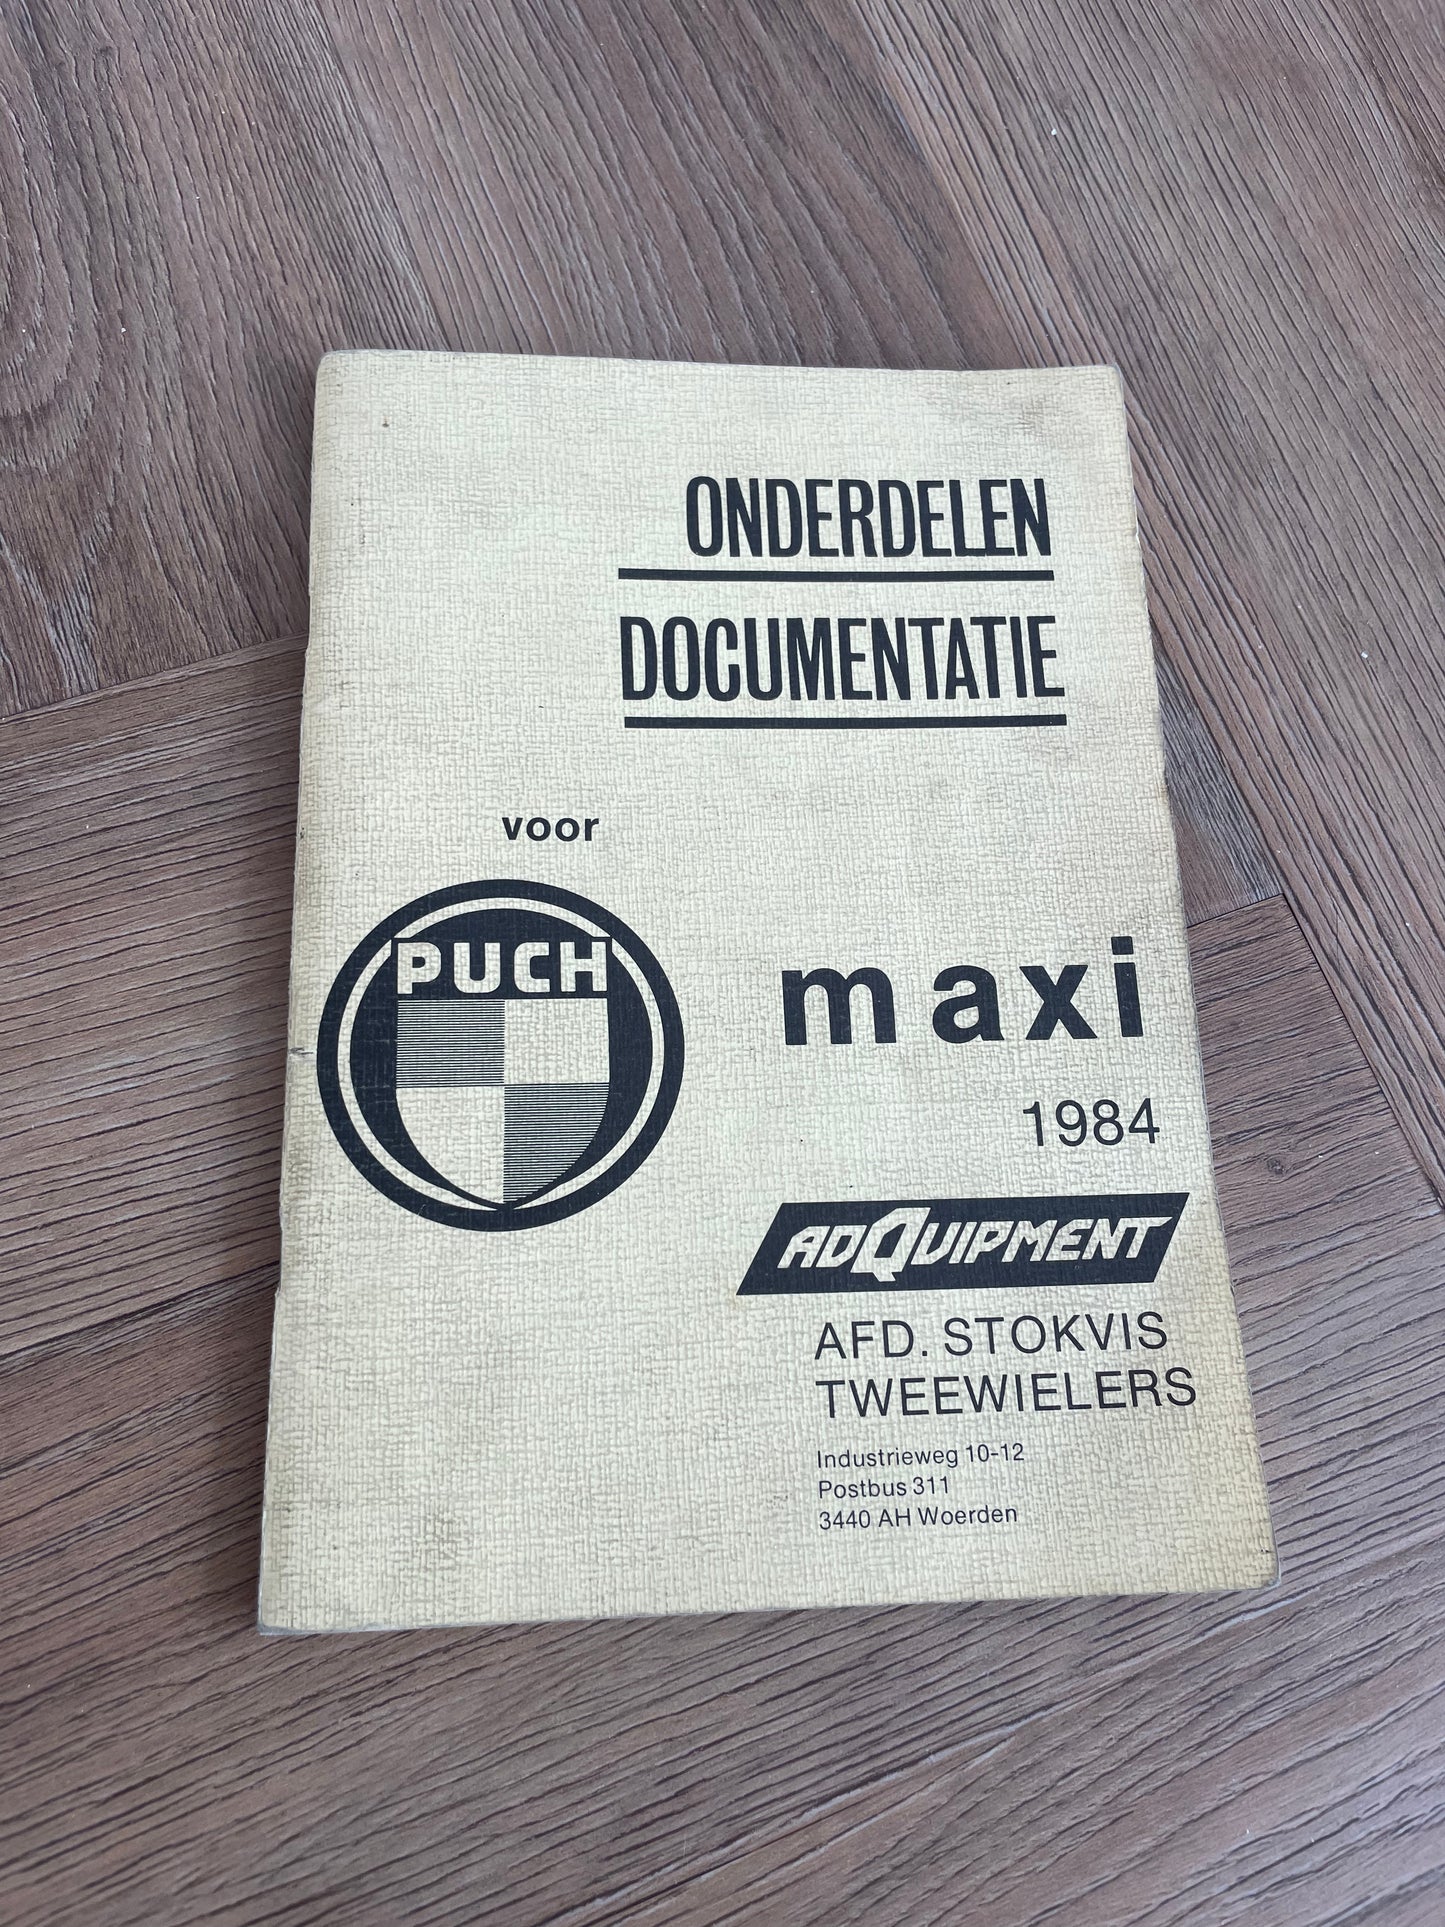 ONDERDELEN
DOCUMENTATIE
voor
PUCH
maxi
1984
ADQUIPMENT
AFD. STOKVIS
TWEEWIELERS
Industrieweg 10-12
Postbus 311
3440 AH Woerden